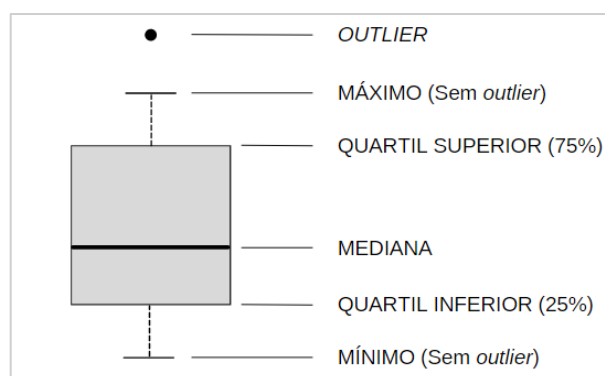 OUTLIER
MÁXIMO (Sem outlier)
QUARTIL SUPERIOR (75%)
MEDIANA
QUARTIL INFERIOR (25%)
MÍNIMO (Sem outlier)